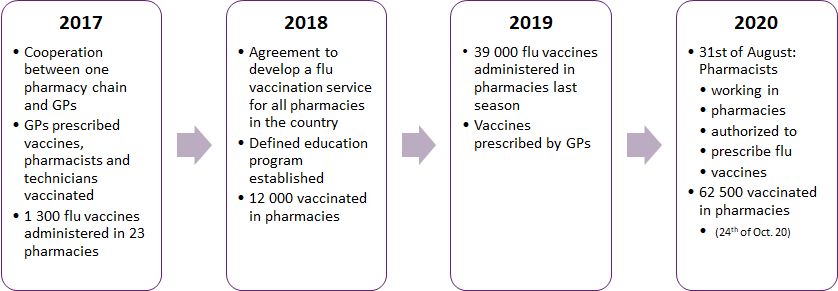 2017
• Cooperation
between one
pharmacy chain
and GPs
• GPs prescribed
vaccines,
pharmacists and
technicians
vaccinated
• 1 300 flu vaccines
administered in 23
pharmacies
2018
• Agreement to
develop a flu
vaccination service
for all pharmacies
in the country
• Defined education
program
established
• 12 000 vaccinated
in pharmacies
2019
• 39 000 flu vaccines
administered in
pharmacies last
season
• Vaccines
prescribed by GPs
2020
• 31st of August:
Pharmacists
• working in
• pharmacies
• authorized to
• prescribe flu
• vaccines
• 62 500 vaccinated
in pharmacies
• (24th of Oct. 20)